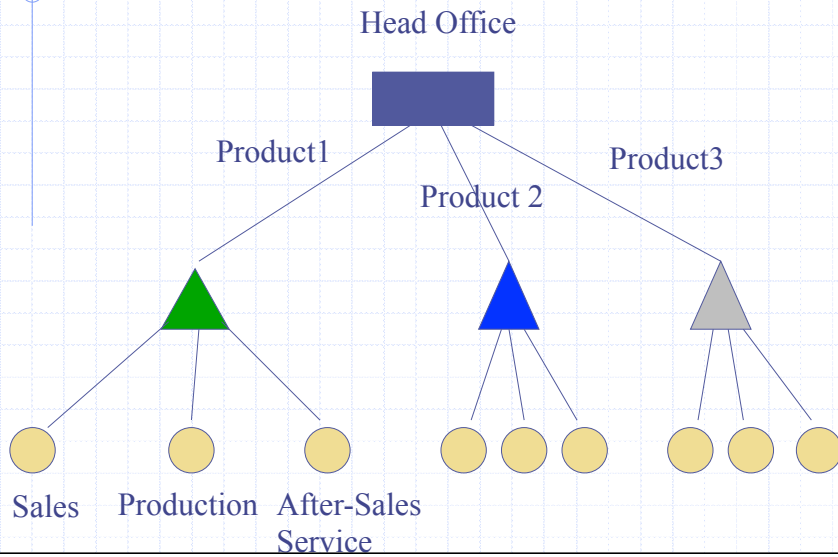 Head Office
Product1
Product3
Product 2
Sales
Production
After-Sales
Service